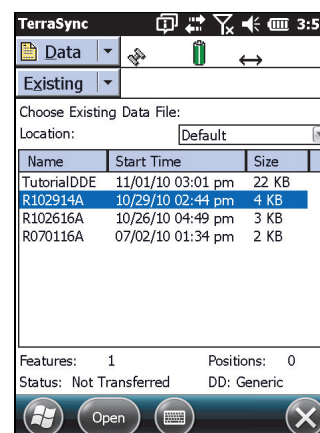 TerraSync 3:5
Data
Existing
Choose Existing Data File:
Location: Default
Name Start Time Size
TutorialDDE 11/01/10 03:01 pm 22 KB
R102914A 10/29/10 02:44 pm 4 KB
R102616A 10/26/10 04:49 pm 3 KB
R070116A 07/02/10 01:34 pm 2 KB
Features: 1 Positions: 0
Status: Not Transferred DD: Generic
Open